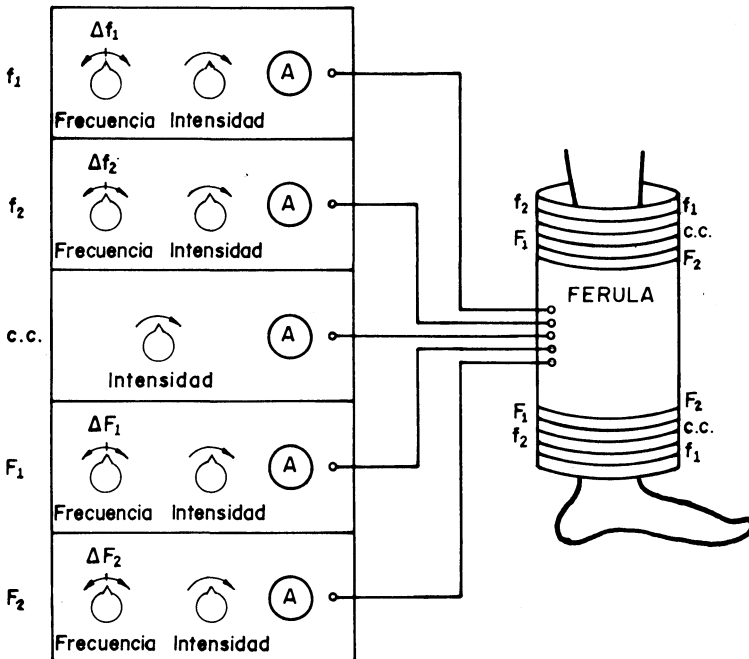 Δf₁
f₁
A
Frecuencia Intensidad
Δf₂
f₂
A
Frecuencia Intensidad
c.c.
A
Intensidad
ΔF₁
F₁
A
Frecuencia Intensidad
ΔF₂
F₂
A
Frecuencia Intensidad
f₂ f₁
c.c.
F₁
F₂
FERULA
F₂
F₁
c.c.
f₂
f₁